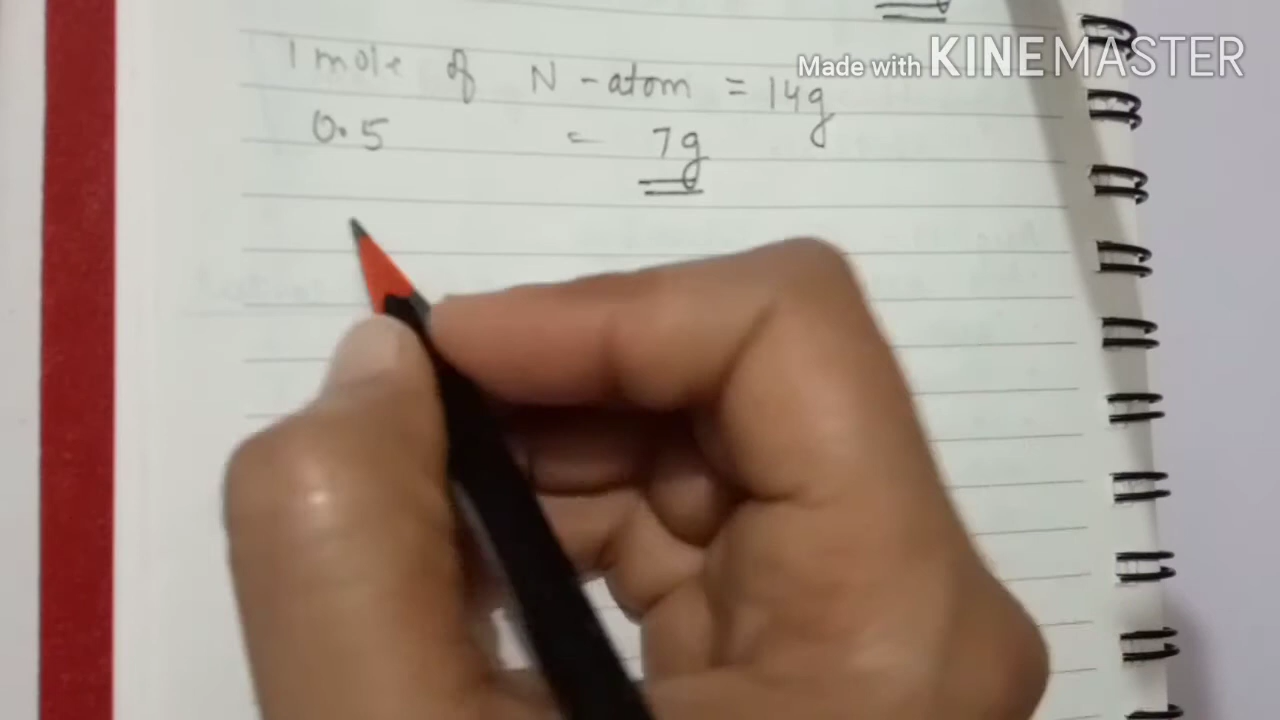 Made with KINEMASTER
1 mole of N-atom = 14g
0.5 = 7g